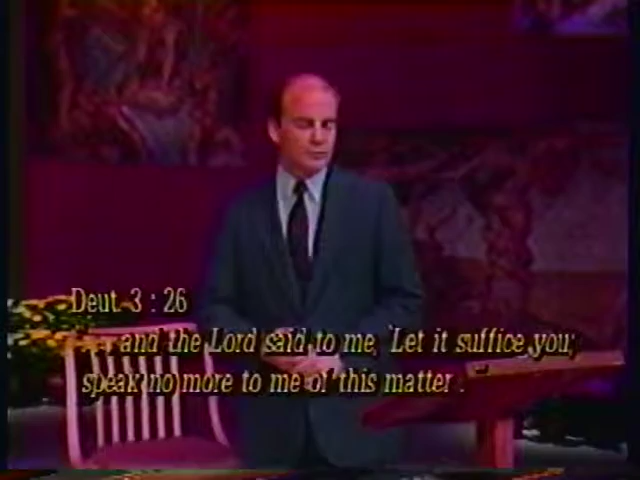 Deut. 3 : 26
. . . and the Lord said to me, 'Let it suffice you;
speak no more to me of this matter .